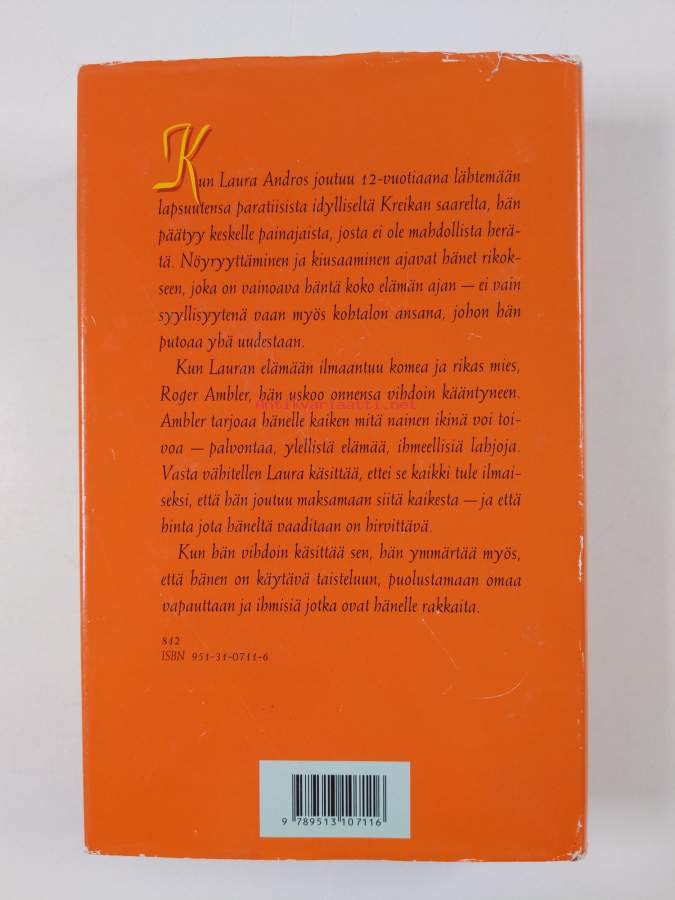 Kun Laura Andros joutuu 12-vuotiaana lähtemään
lapsuutensa paratiisista idylliseltä Kreikan saarelta, hän
päätyy keskelle painajaista, josta ei ole mahdollista herä-
tä. Nöyryyttäminen ja kiusaaminen ajavat hänet rikok-
seen, joka on vainoava häntä koko elämän ajan — ei vain
syyllisyytenä vaan myös kohtalon ansana, johon hän
putoaa yhä uudestaan.
Kun Lauran elämään ilmaantuu komea ja rikas mies,
Roger Ambler, hän uskoo onnensa vihdoin kääntyneen.
Antikvariaatti.net
Ambler tarjoaa hänelle kaiken mitä nainen ikinä voi toi-
voa — palvontaa, ylellistä elämää, ihmeellisiä lahjoja.
Vasta vähitellen Laura käsittää, ettei se kaikki tule ilmai-
seksi, että hän joutuu maksamaan siitä kaikesta — ja että
hinta jota häneltä vaaditaan on hirvittävä.
Kun hän vihdoin käsittää sen, hän ymmärtää myös,
että hänen on käytävä taisteluun, puolustamaan omaa
vapauttaan ja ihmisiä jotka ovat hänelle rakkaita.
842
ISBN 951-31-0711-6
9 789513 107116